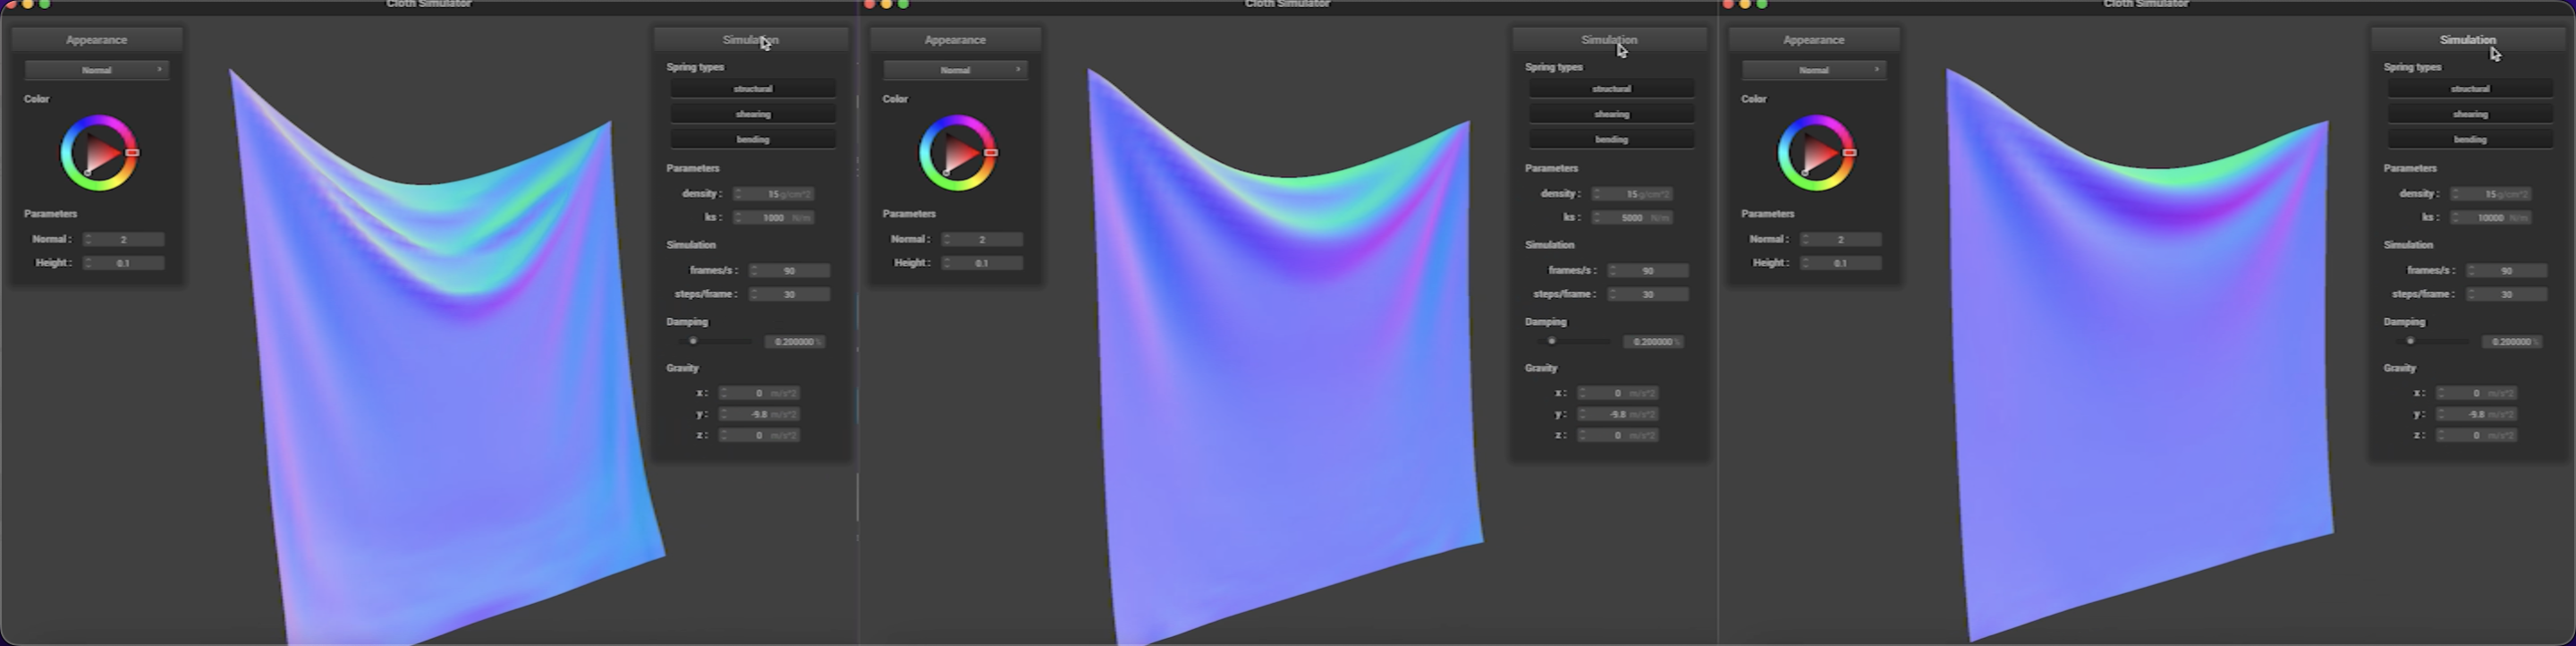 Cloth Simulator
Appearance
Normal
Color
Parameters
Normal : 2
Height : 0.1
Simulation
Spring types
structural
shearing
bending
Parameters
density : 15 g/cm^2
ks : 1000 N/m
Simulation
frames/s : 90
steps/frame : 30
Damping
0.200000 %
Gravity
x : 0 m/s^2
y : -9.8 m/s^2
z : 0 m/s^2
Cloth Simulator
Appearance
Normal
Color
Parameters
Normal : 2
Height : 0.1
Simulation
Spring types
structural
shearing
bending
Parameters
density : 15 g/cm^2
ks : 5000 N/m
Simulation
frames/s : 90
steps/frame : 30
Damping
0.200000 %
Gravity
x : 0 m/s^2
y : -9.8 m/s^2
z : 0 m/s^2
Cloth Simulator
Appearance
Normal
Color
Parameters
Normal : 2
Height : 0.1
Simulation
Spring types
structural
shearing
bending
Parameters
density : 15 g/cm^2
ks : 10000 N/m
Simulation
frames/s : 90
steps/frame : 30
Damping
0.200000 %
Gravity
x : 0 m/s^2
y : -9.8 m/s^2
z : 0 m/s^2